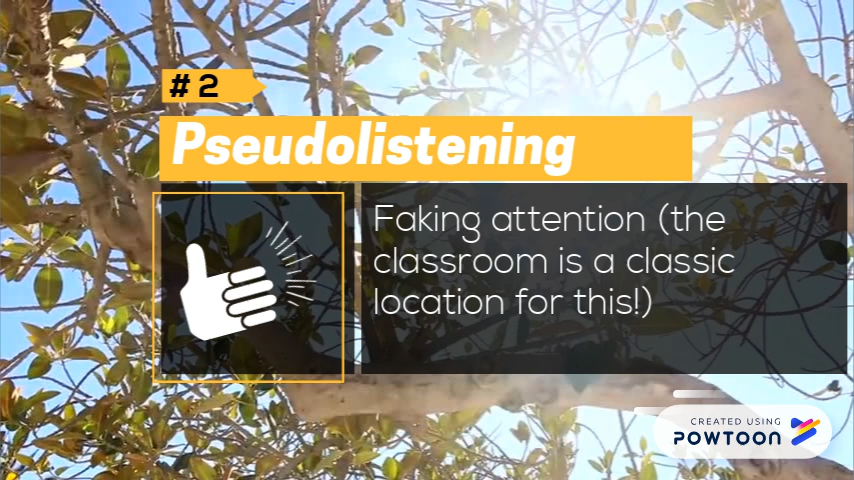 # 2
Pseudolistening
Faking attention (the
classroom is a classic
location for this!)
CREATED USING
POWTOON